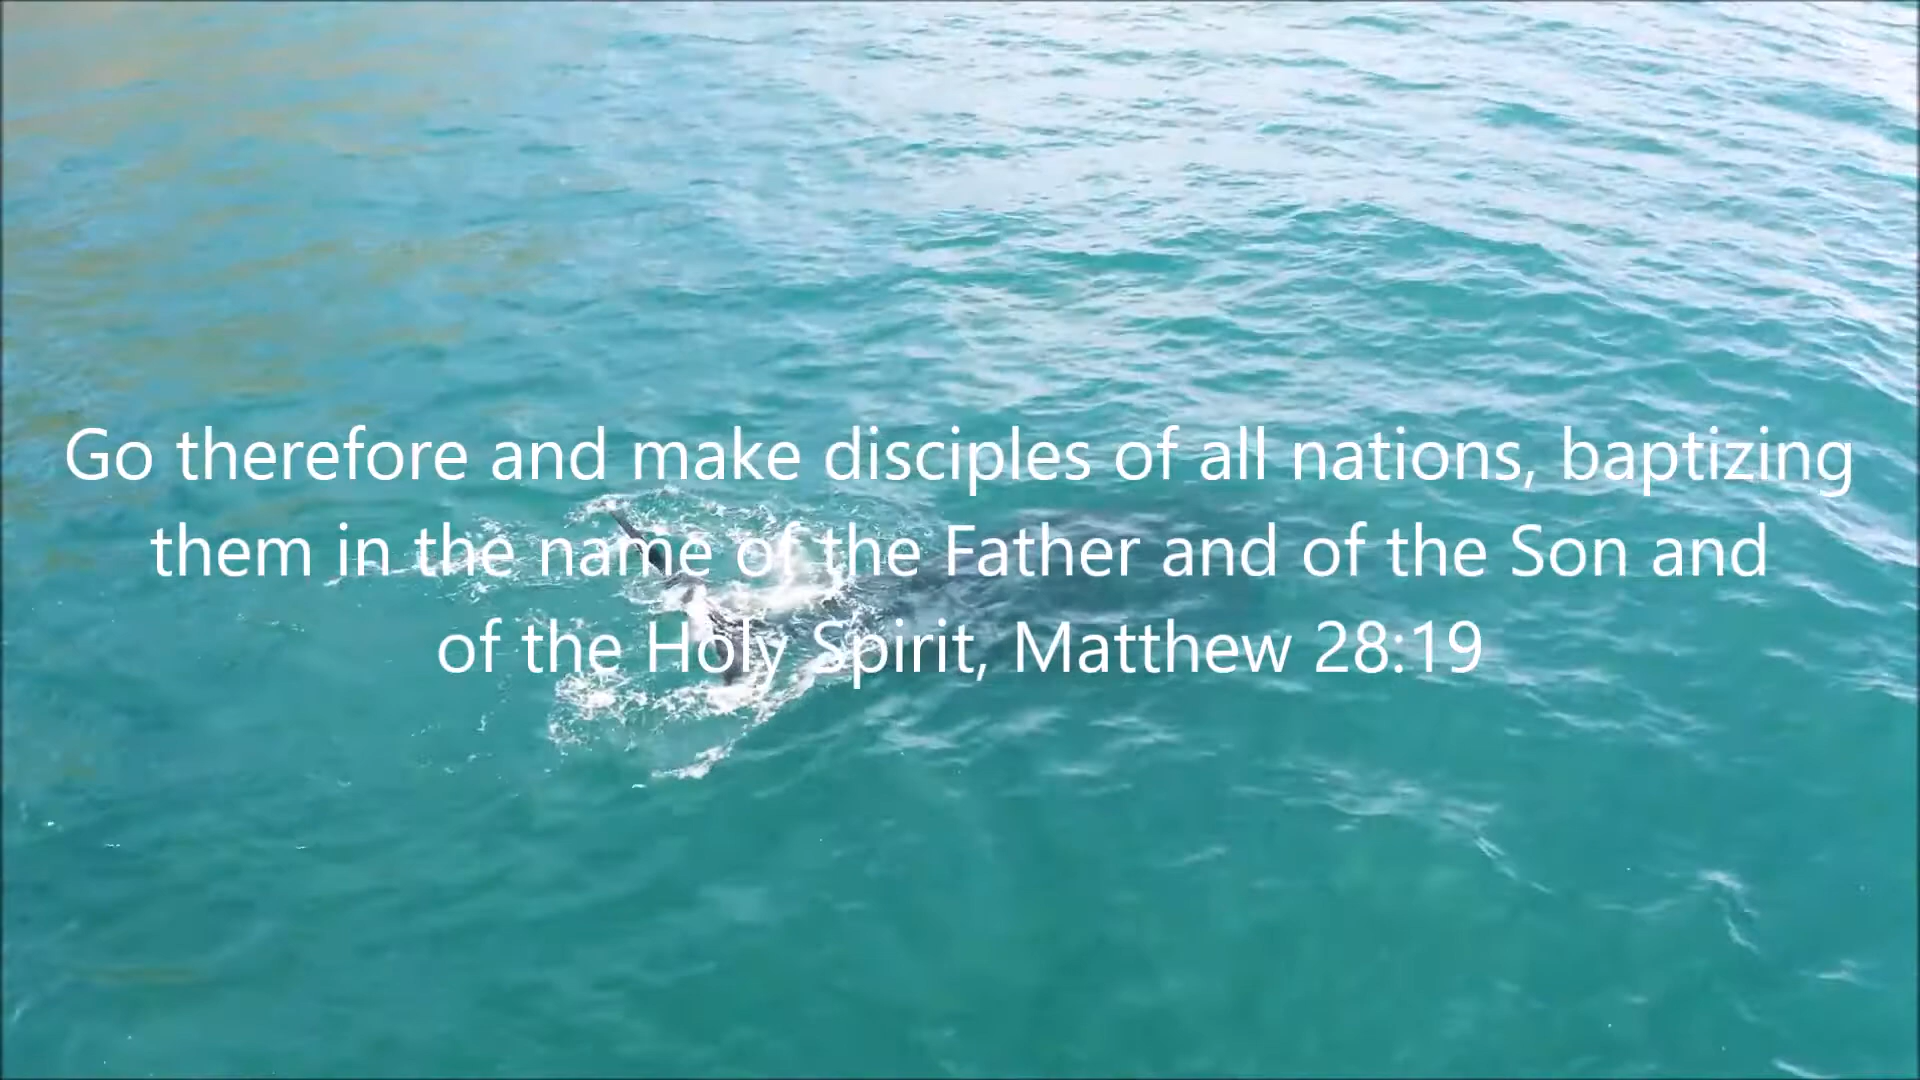 Go therefore and make disciples of all nations, baptizing
them in the name of the Father and of the Son and
of the Holy Spirit, Matthew 28:19